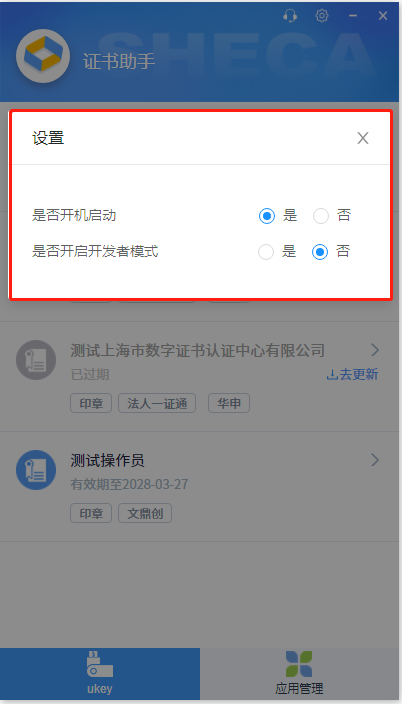 SHECA
证书助手
设置
是否开机启动 是 否
是否开启开发者模式 是 否
测试上海市数字证书认证中心有限公司
已过期 去更新
印章 法人一证通 华申
测试操作员
有效期至2028-03-27
印章 文鼎创
ukey 应用管理